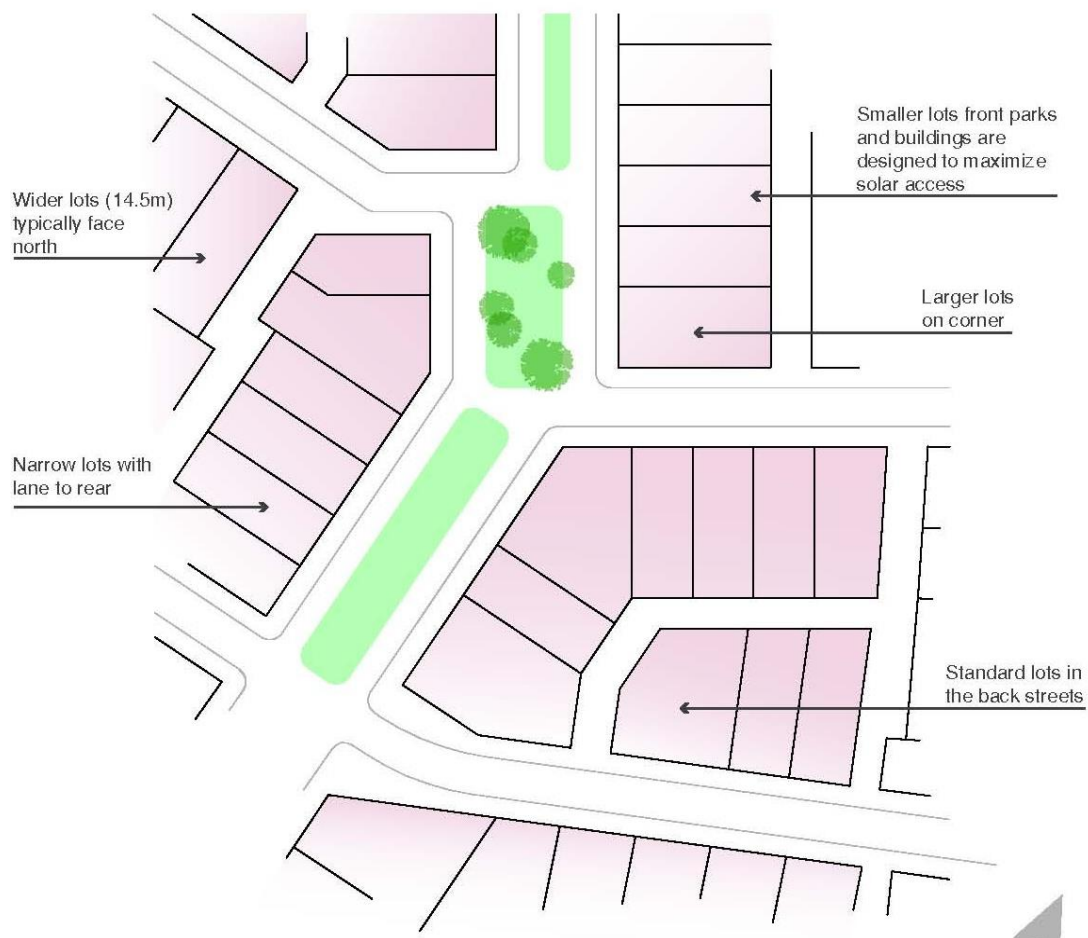 Smaller lots front parks
and buildings are
designed to maximize
solar access
Wider lots (14.5m)
typically face
north
Larger lots
on corner
Narrow lots with
lane to rear
Standard lots in
the back streets